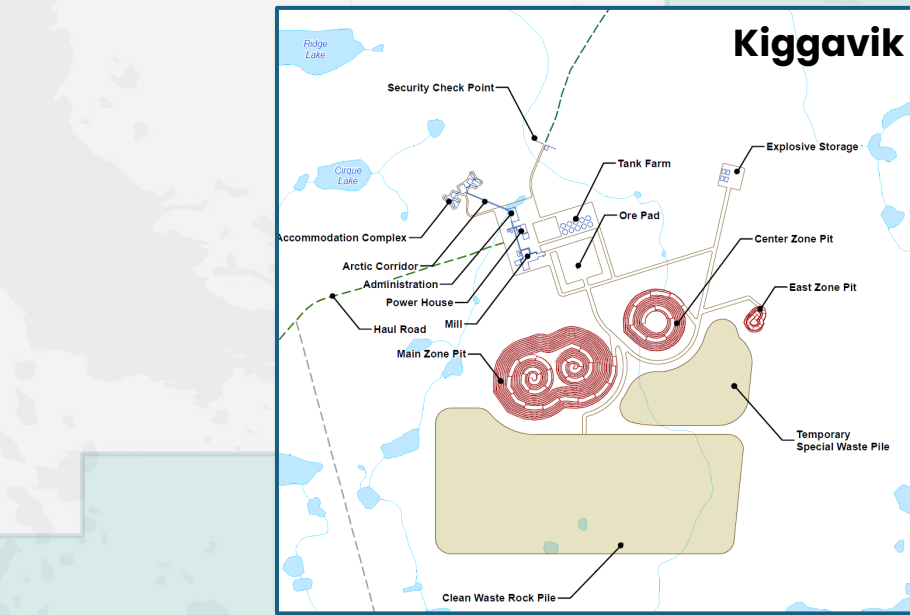 Kiggavik
Ridge
Lake
Security Check Point
Explosive Storage
Tank Farm
Cirque
Lake
Ore Pad
Accommodation Complex
Center Zone Pit
Arctic Corridor
Administration
East Zone Pit
Power House
Mill
Haul Road
Main Zone Pit
Temporary
Special Waste Pile
Clean Waste Rock Pile